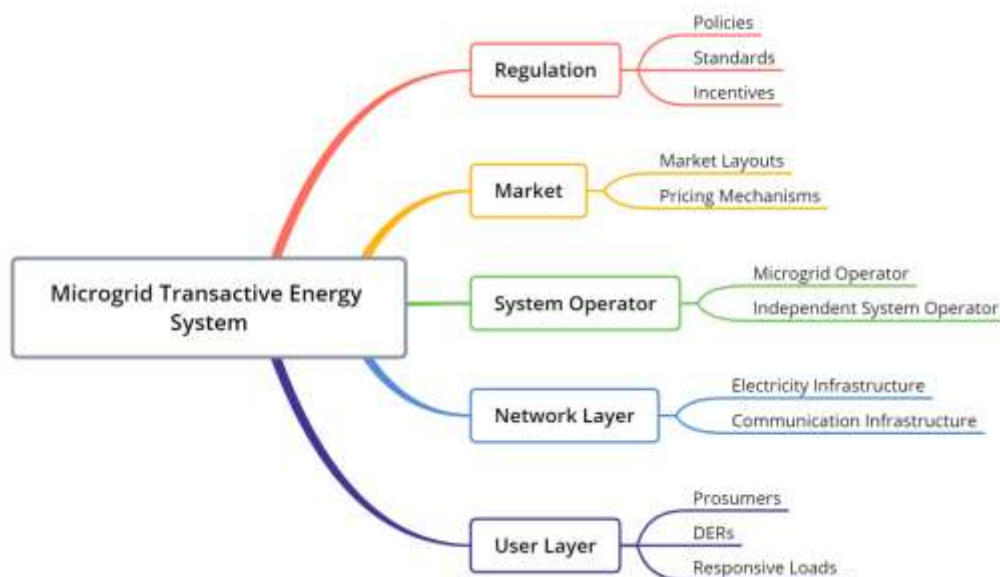 Policies
Regulation
Standards
Incentives
Market Layouts
Market
Pricing Mechanisms
Microgrid Transactive Energy
System
System Operator
Microgrid Operator
Independent System Operator
Network Layer
Electricity Infrastructure
Communication Infrastructure
User Layer
Prosumers
DERs
Responsive Loads